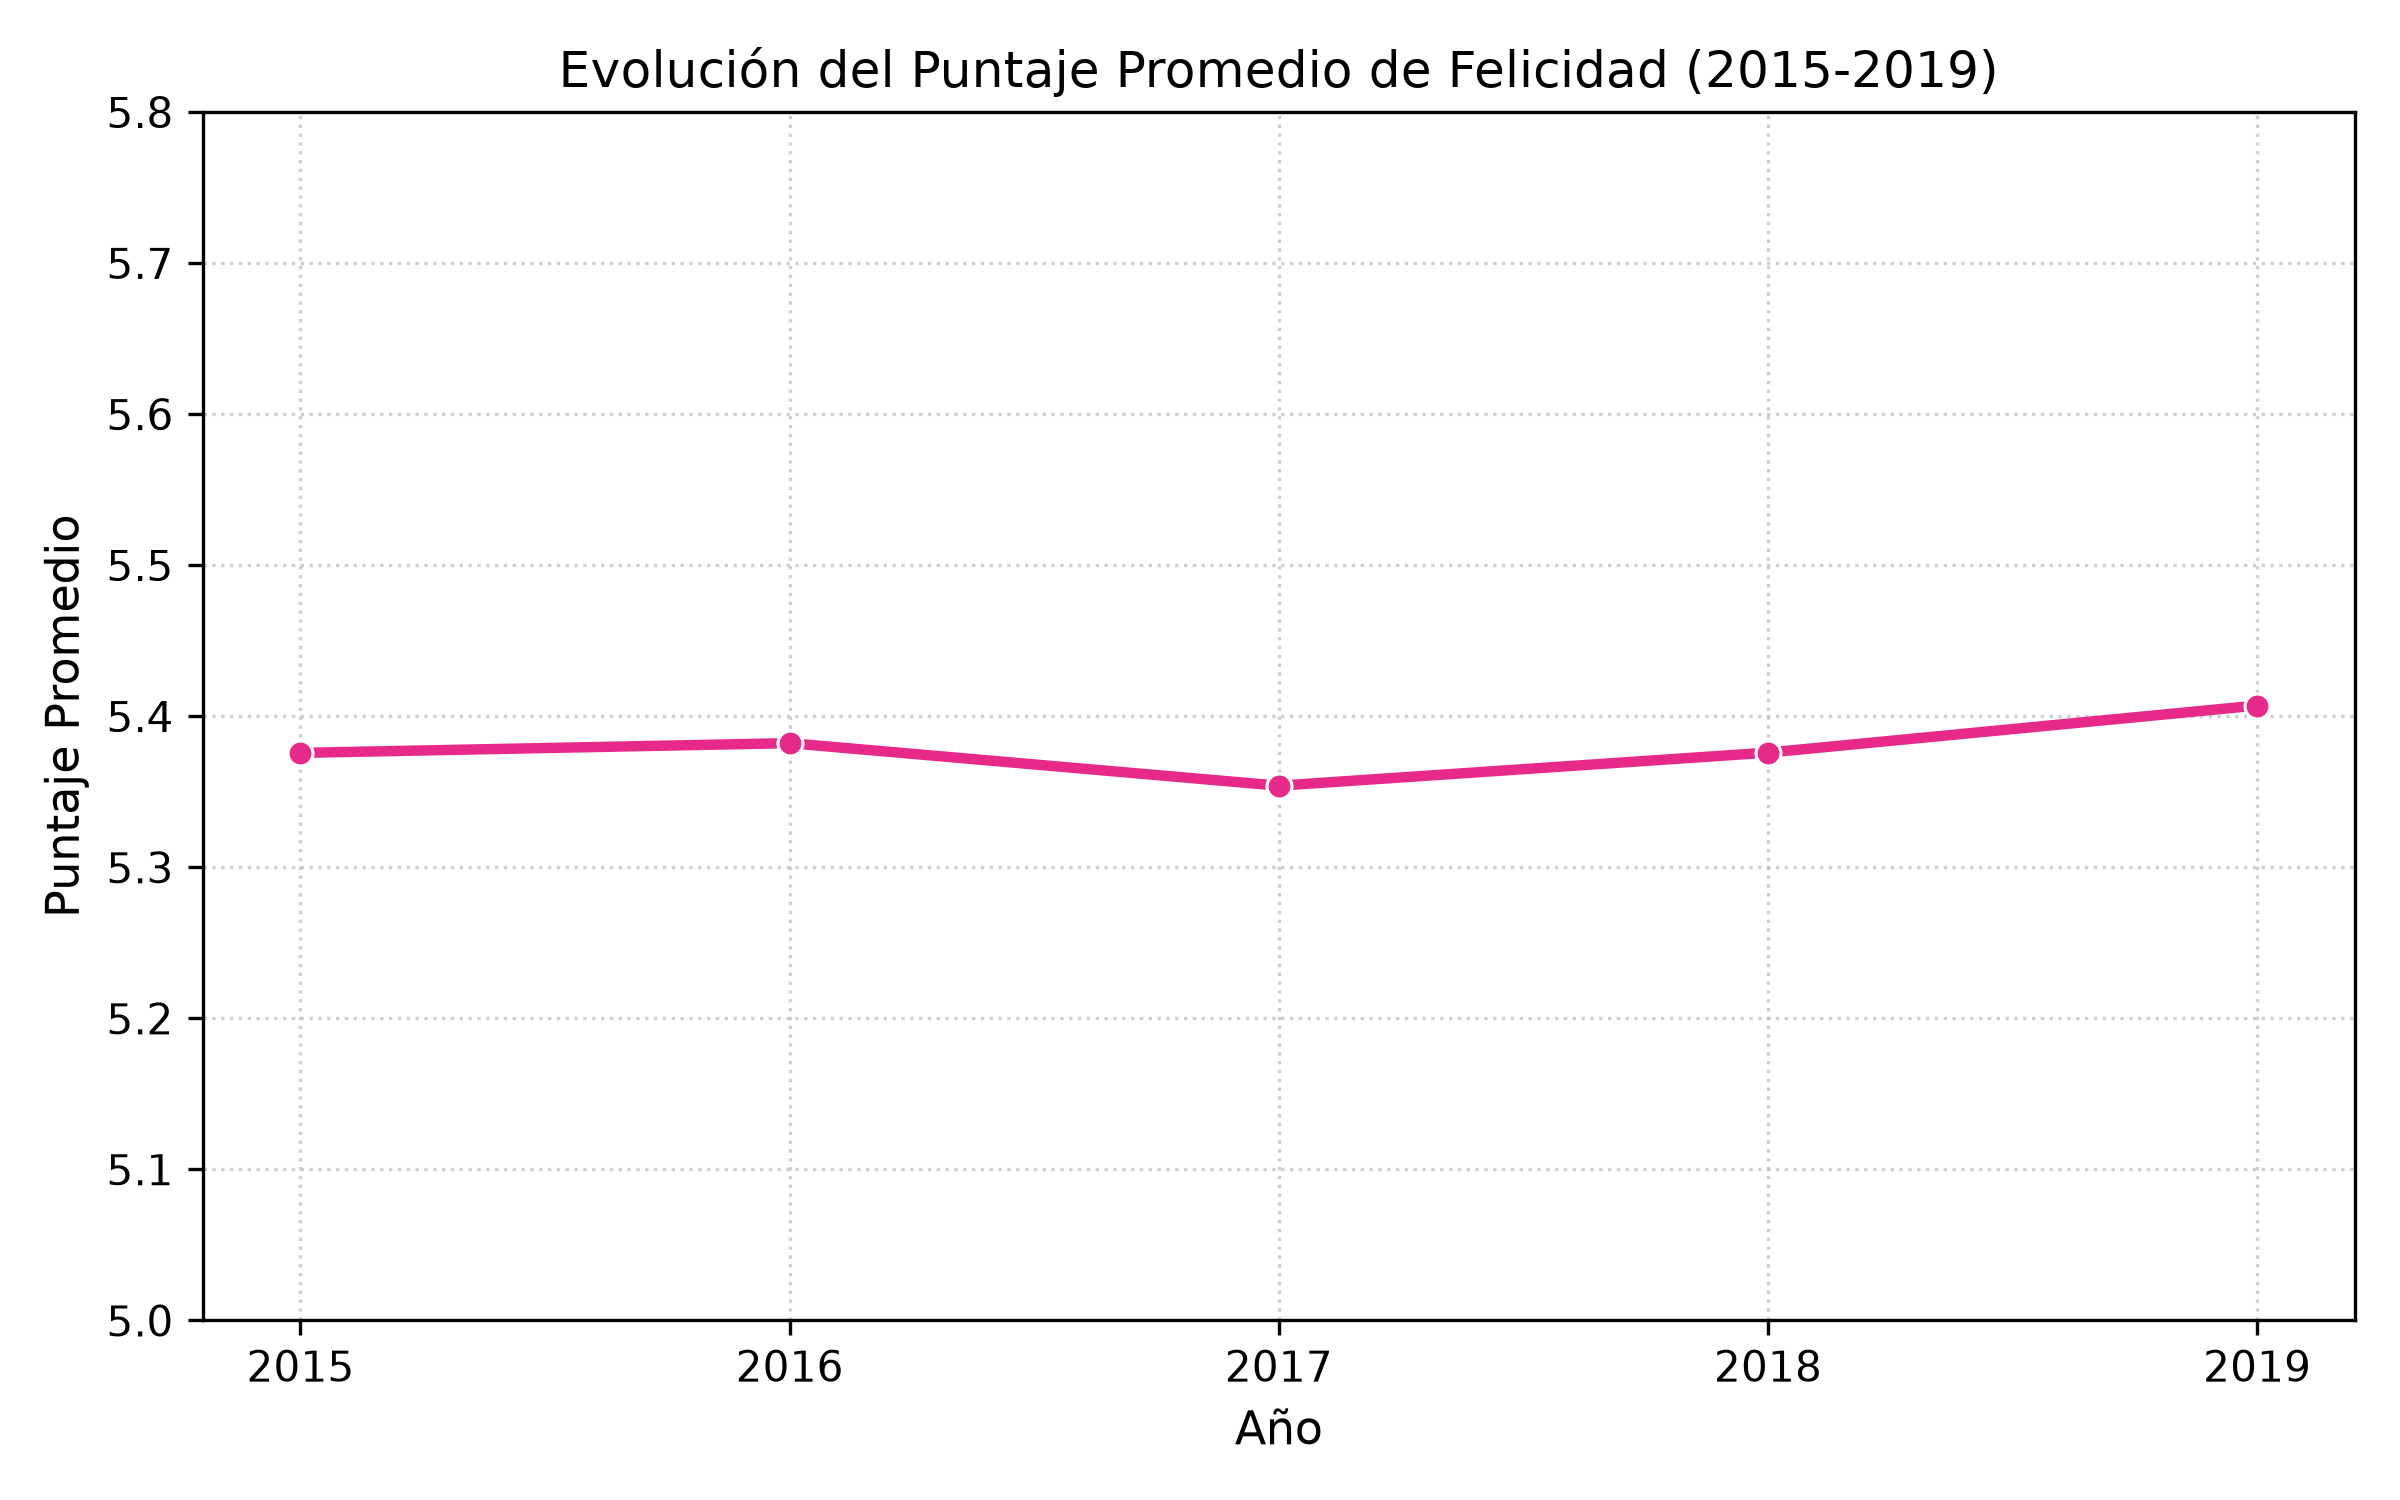 Evolución del Puntaje Promedio de Felicidad (2015-2019)
Puntaje Promedio
5.8
5.7
5.6
5.5
5.4
5.3
5.2
5.1
5.0
2015 2016 2017 2018 2019
Año